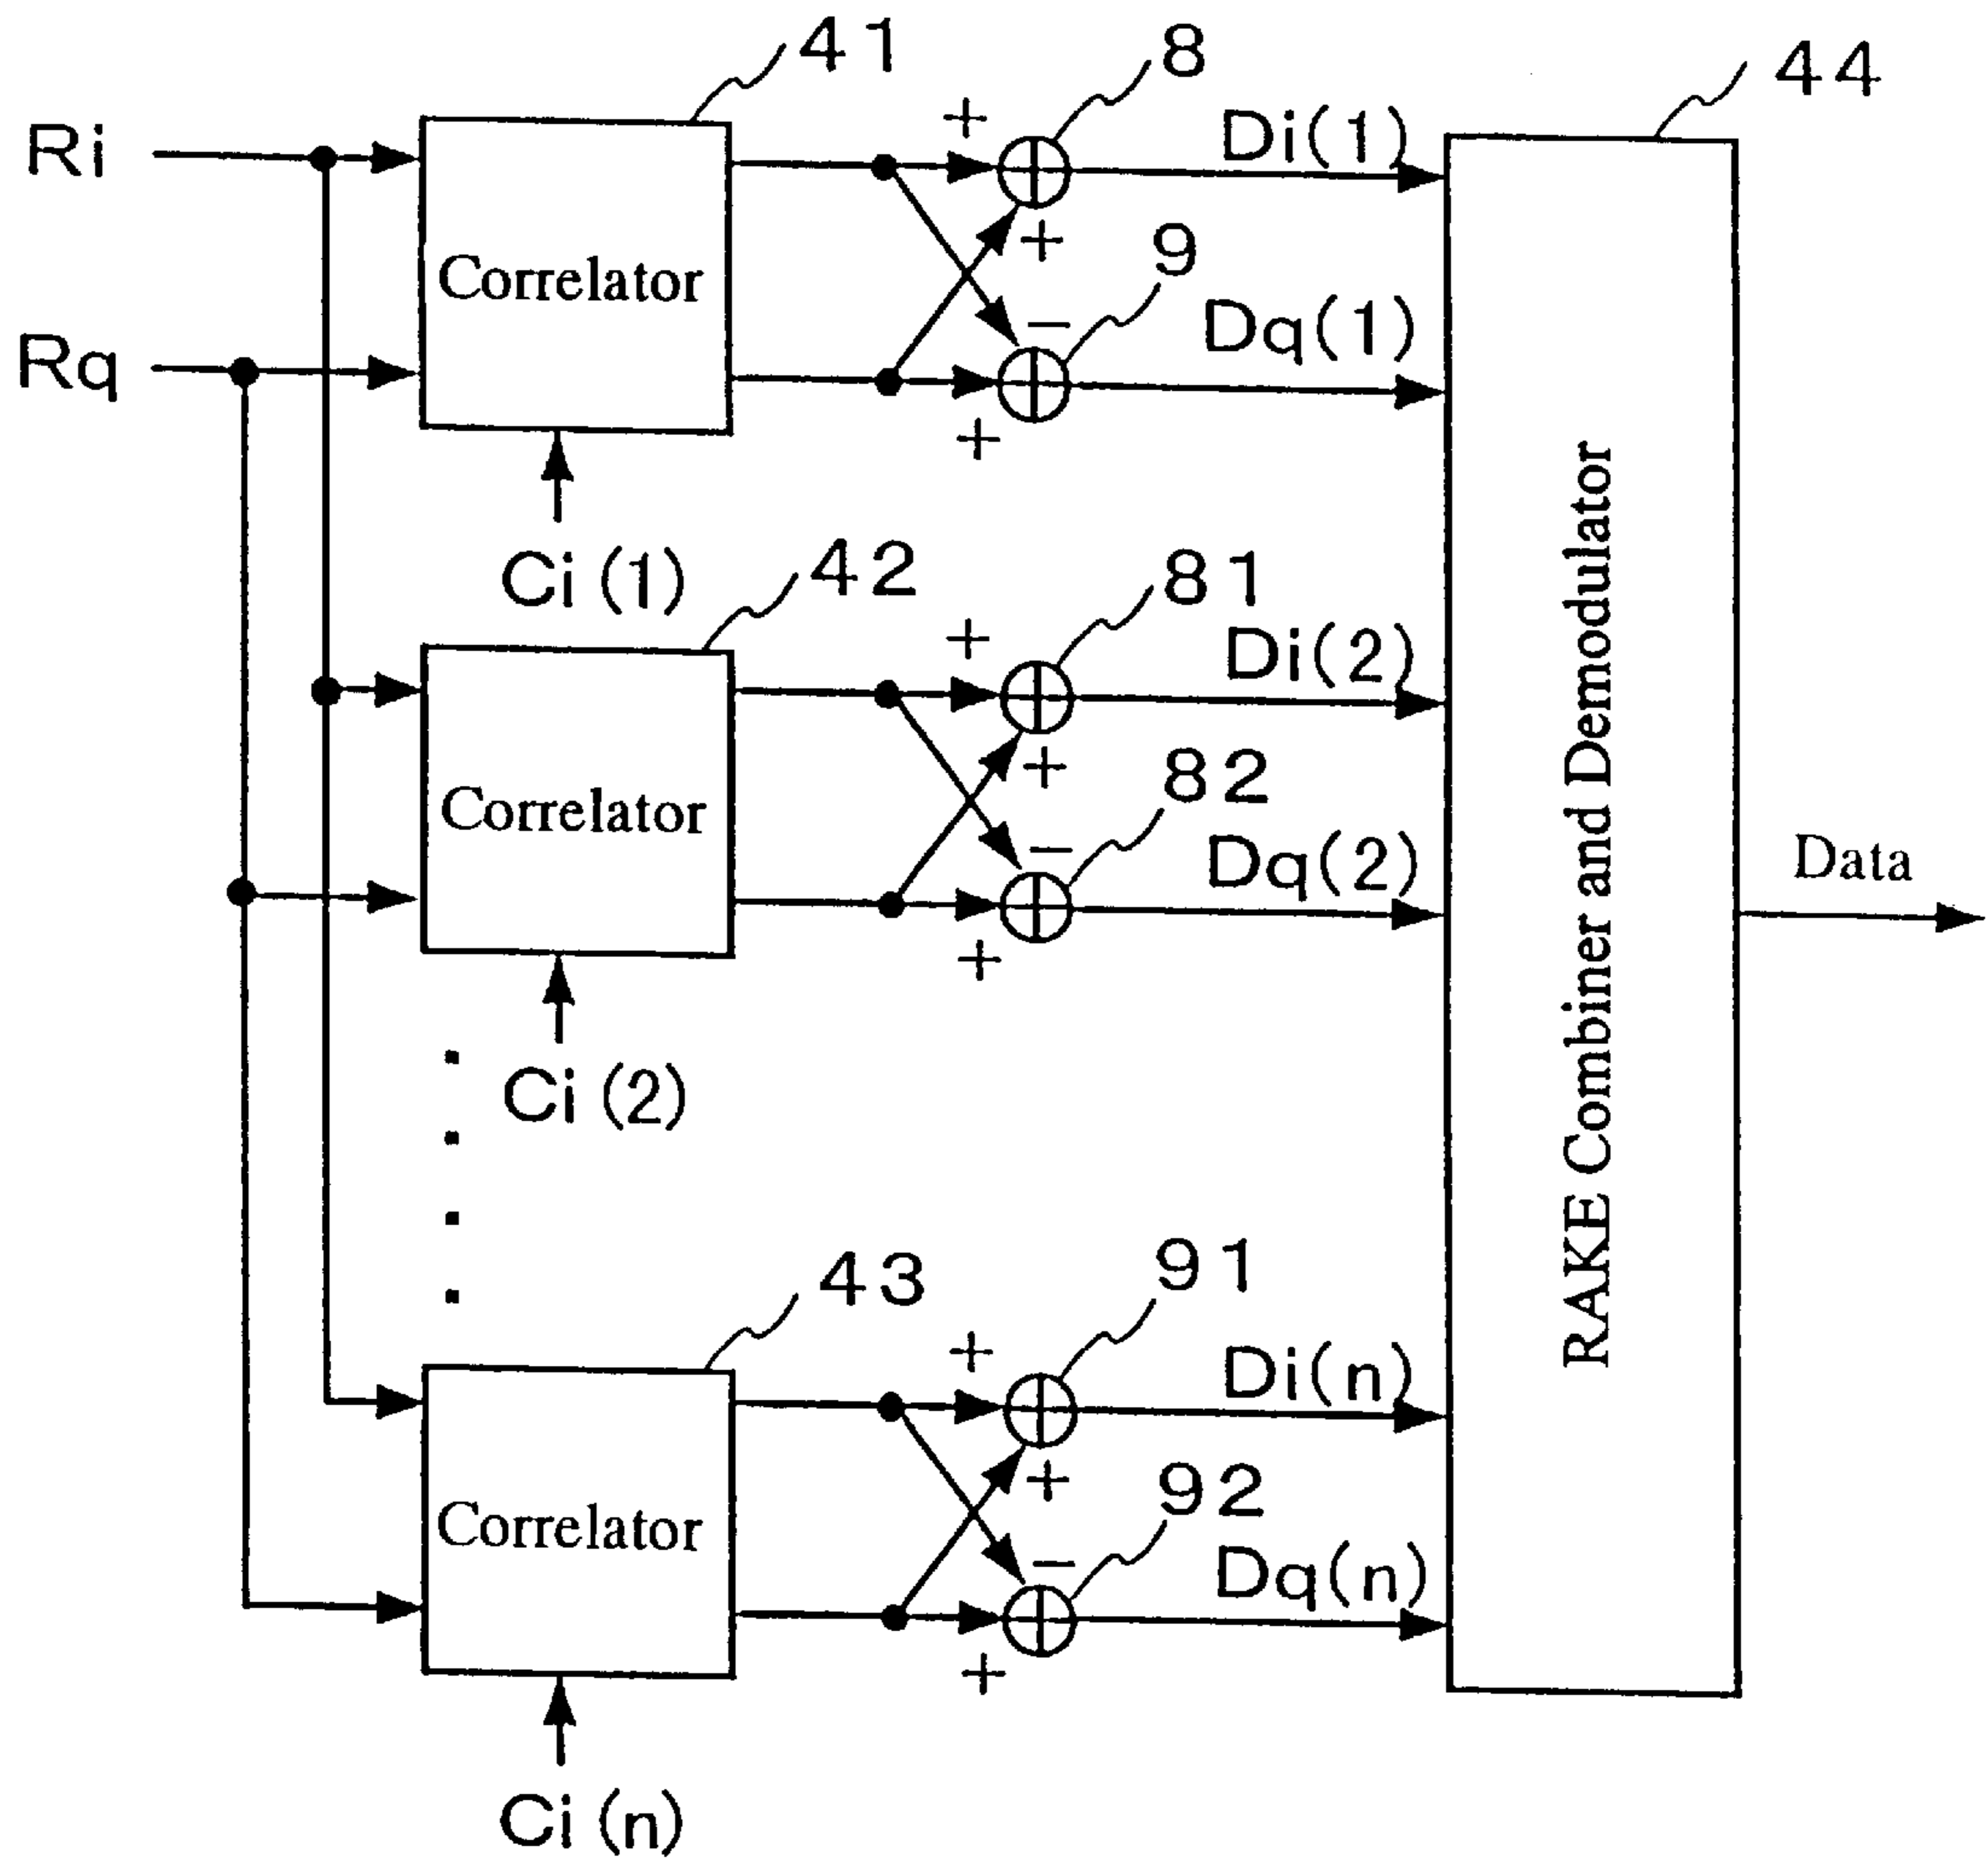 41
8
44
Ri
+
Di(1)
Correlator
+
9
Rq
−
Dq(1)
+
Ci(1)
42
81
+
Di(2)
Correlator
+
82
−
Dq(2)
+
Ci(2)
RAKE Combiner and Demodulator
Data
43
91
+
Di(n)
Correlator
+
92
−
Dq(n)
+
Ci(n)